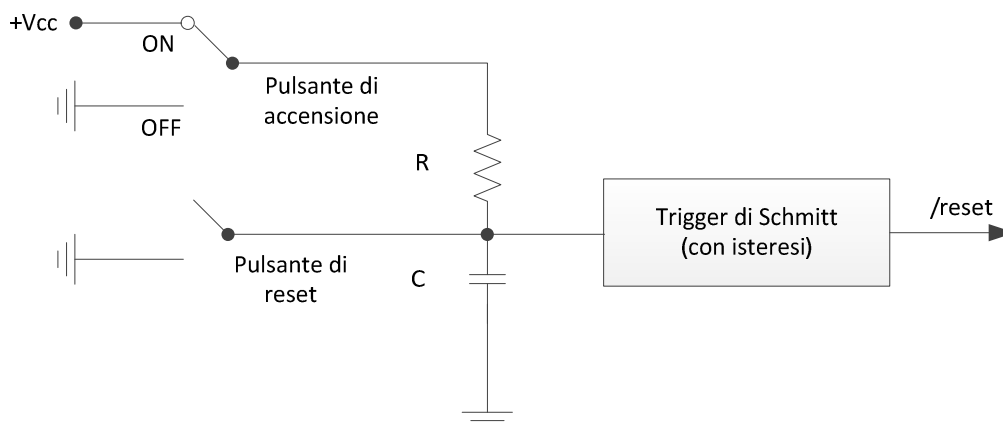 +Vcc
ON
Pulsante di
accensione
OFF
R
Trigger di Schmitt
(con isteresi)
/reset
Pulsante di
reset
C